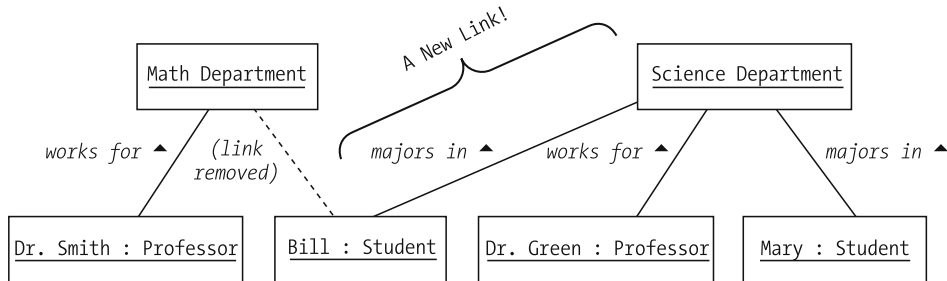 A New Link!
Math Department
Science Department
works for ▲
(link
removed)
majors in ▲
works for ▲
majors in ▲
Dr. Smith : Professor
Bill : Student
Dr. Green : Professor
Mary : Student